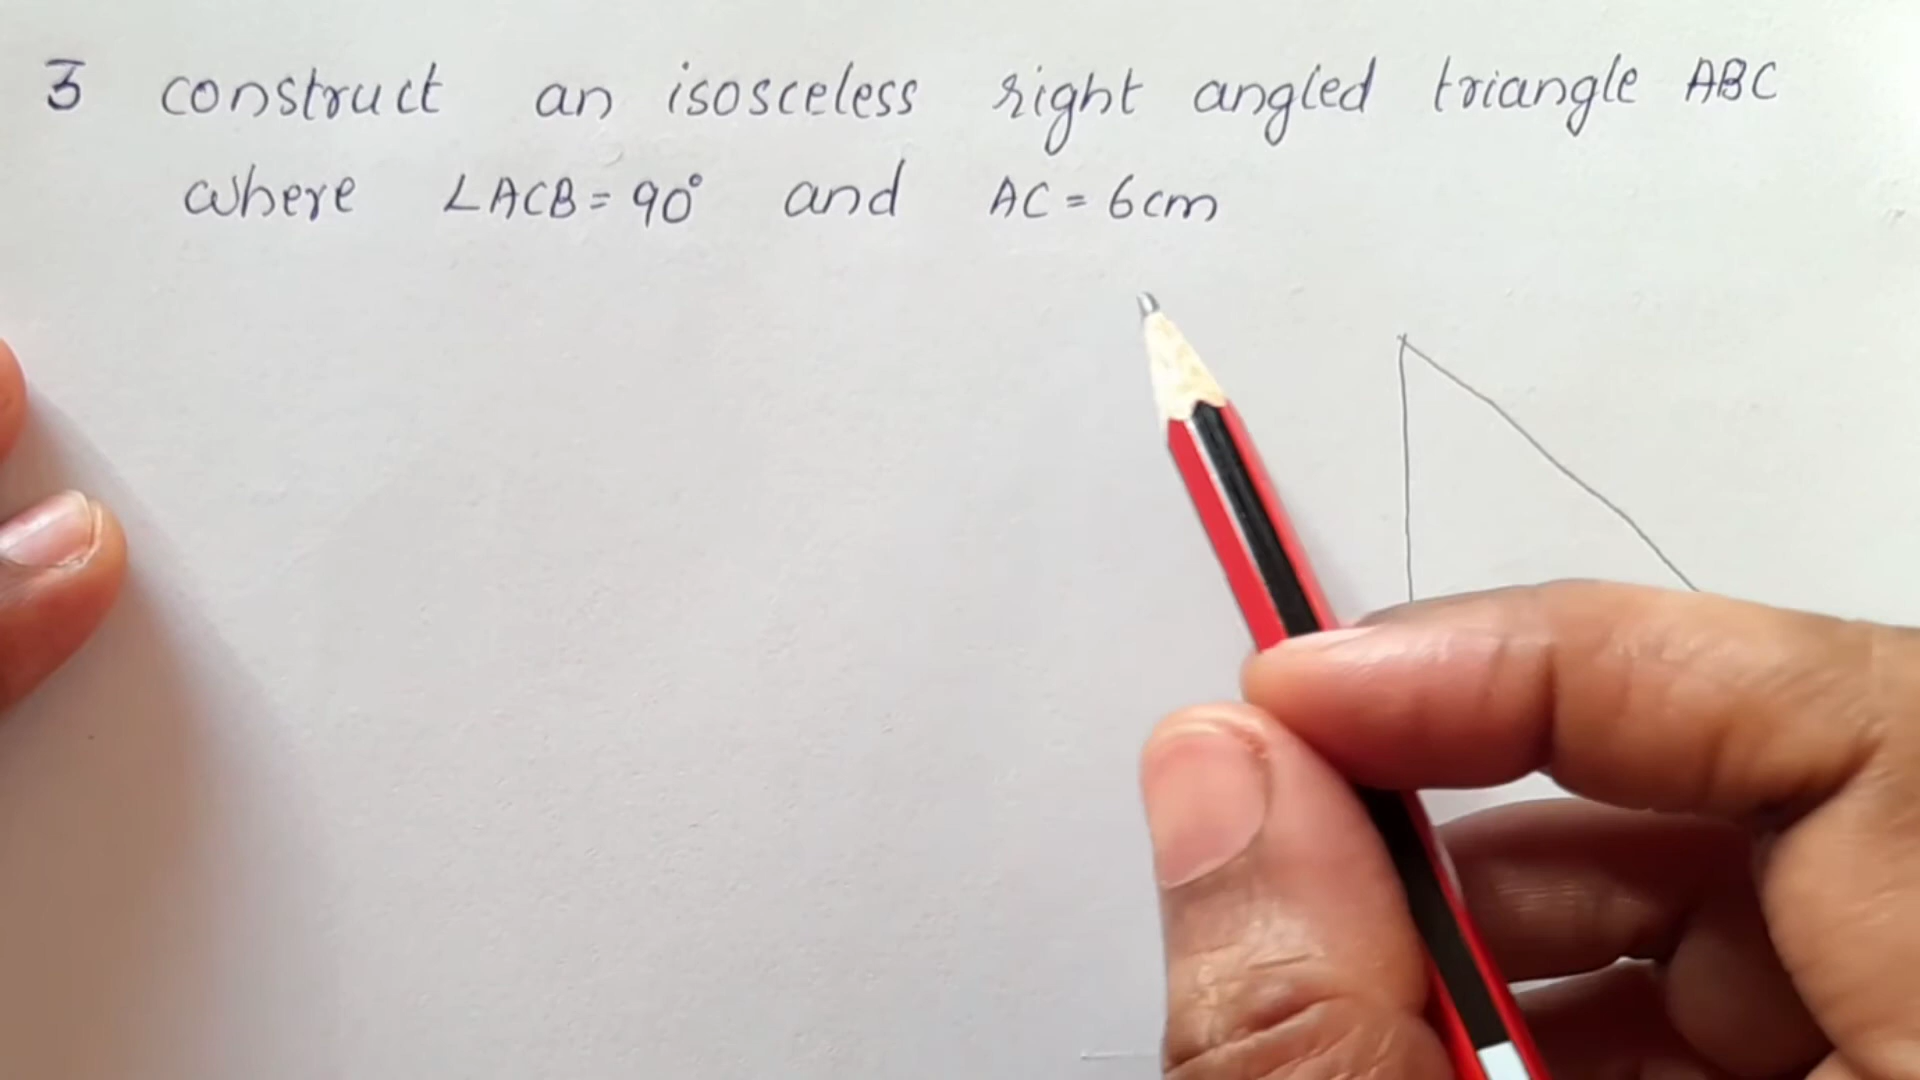 3 construct an isosceless right angled triangle ABC
where ∠ACB = 90° and AC = 6cm